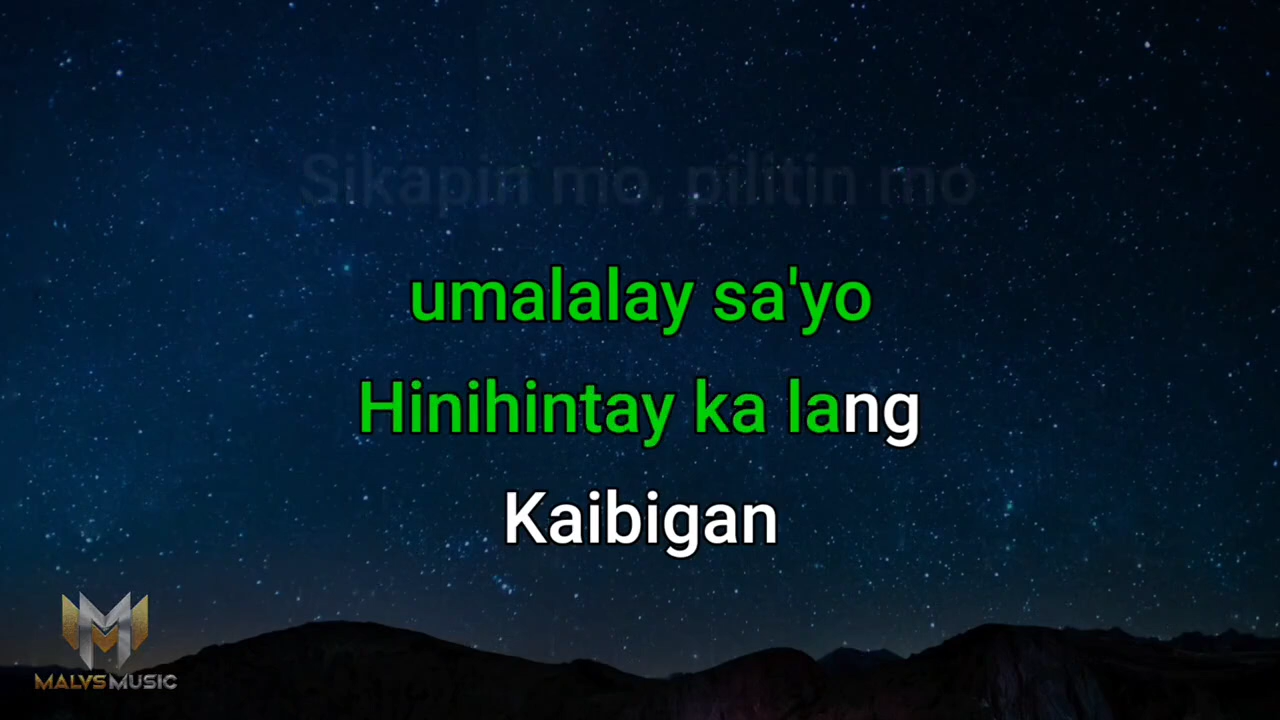 Sikapin mo, pilitin mo
umalalay sa'yo
Hinihintay ka lang
Kaibigan
MALYS MUSIC